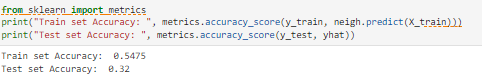 from sklearn import metrics
print("Train set Accuracy: ", metrics.accuracy_score(y_train, neigh.predict(X_train)))
print("Test set Accuracy: ", metrics.accuracy_score(y_test, yhat))
Train set Accuracy:  0.5475
Test set Accuracy:  0.32